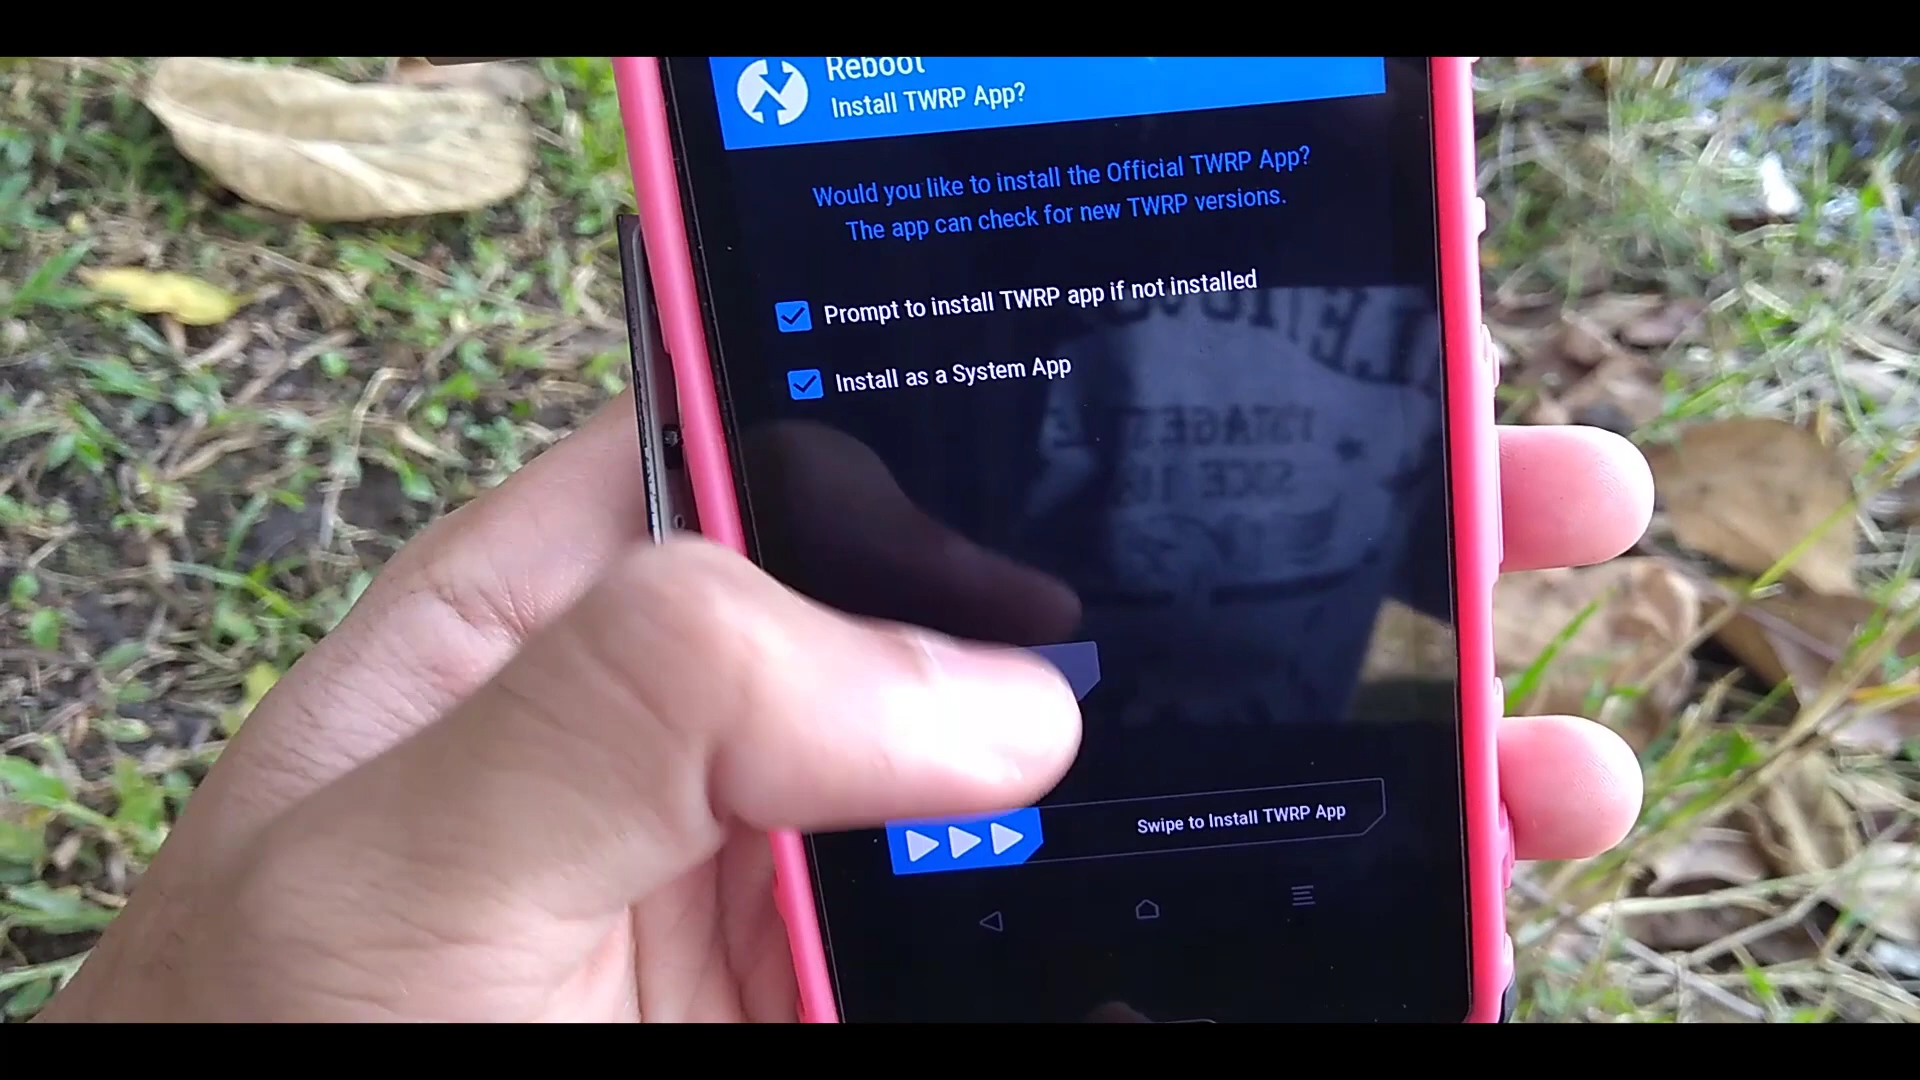 Reboot
Install TWRP App?
Would you like to install the Official TWRP App?
The app can check for new TWRP versions.
Prompt to install TWRP app if not installed
Install as a System App
Swipe to Install TWRP App